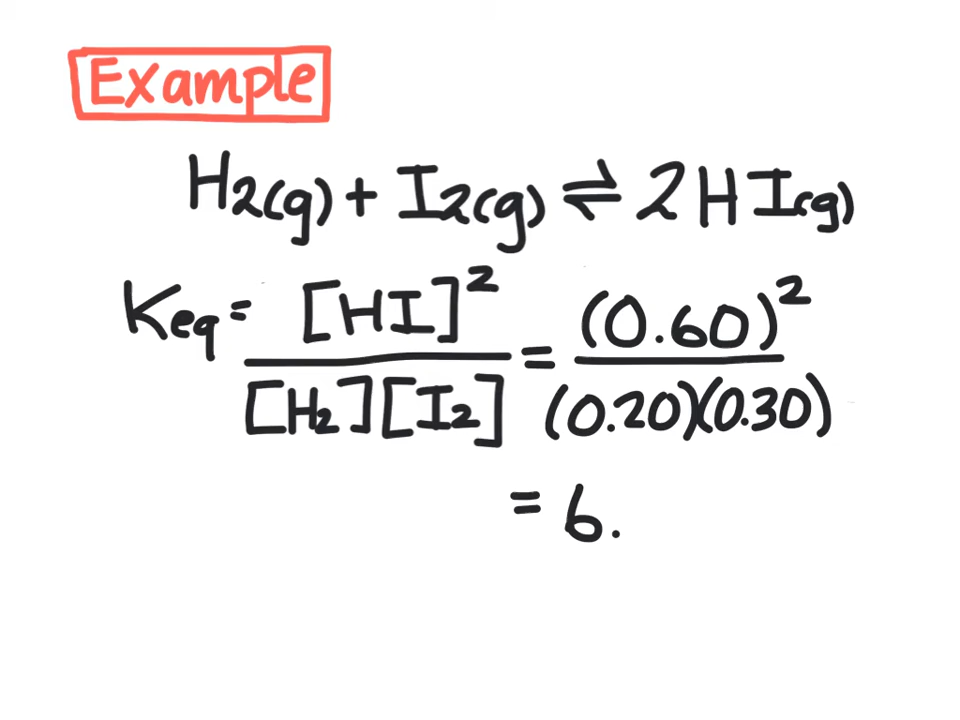 Example
H2(g) + I2(g) ⇌ 2HI(g)
Keq = [HI]² / [H2][I2] = (0.60)² / (0.20)(0.30)
= 6.